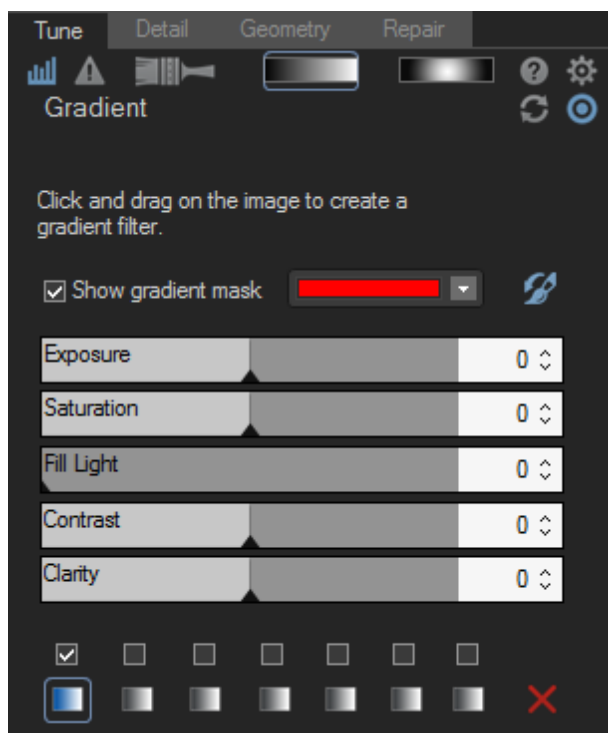 Tune Detail Geometry Repair
Gradient
Click and drag on the image to create a
gradient filter.
Show gradient mask
Exposure 0
Saturation 0
Fill Light 0
Contrast 0
Clarity 0